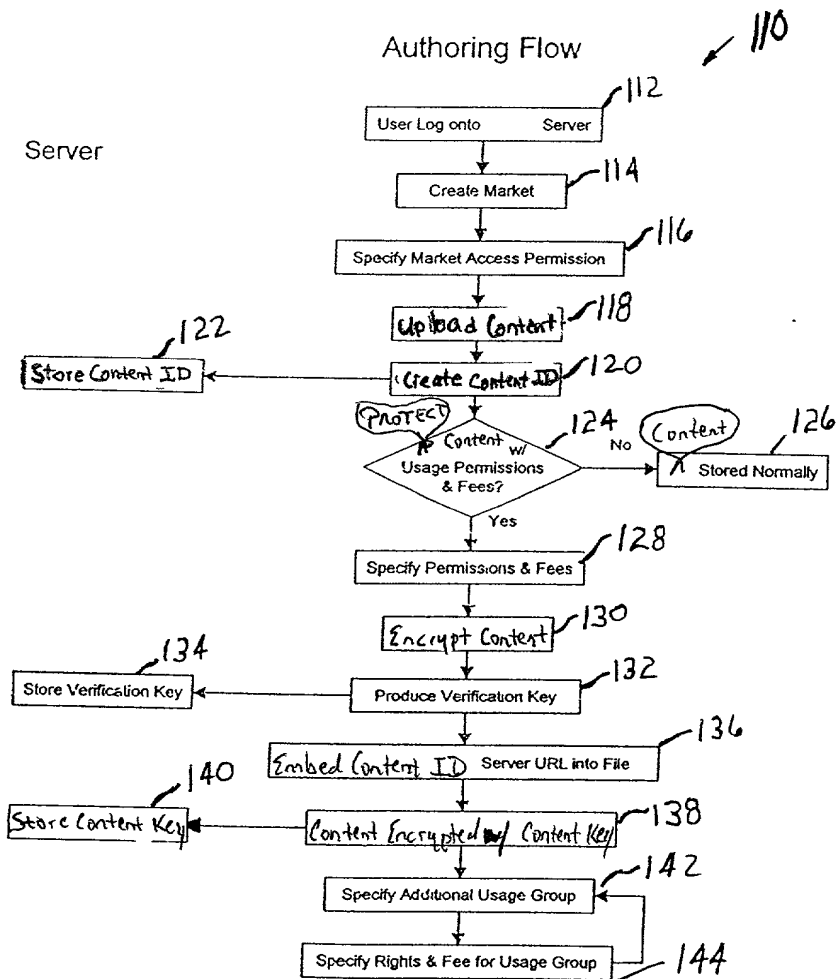 Authoring Flow
110
112
User Log onto Server
Server
114
Create Market
116
Specify Market Access Permission
118
Upload Content
122
Store Content ID
120
Create Content ID
PROTECT
124
Content w/
Usage Permissions
& Fees?
No
Content
126
Stored Normally
Yes
128
Specify Permissions & Fees
130
Encrypt Content
134
Store Verification Key
132
Produce Verification Key
136
Embed Content ID Server URL into File
140
Store Content Key
138
Content Encrypted w/ Content Key
142
Specify Additional Usage Group
Specify Rights & Fee for Usage Group
144